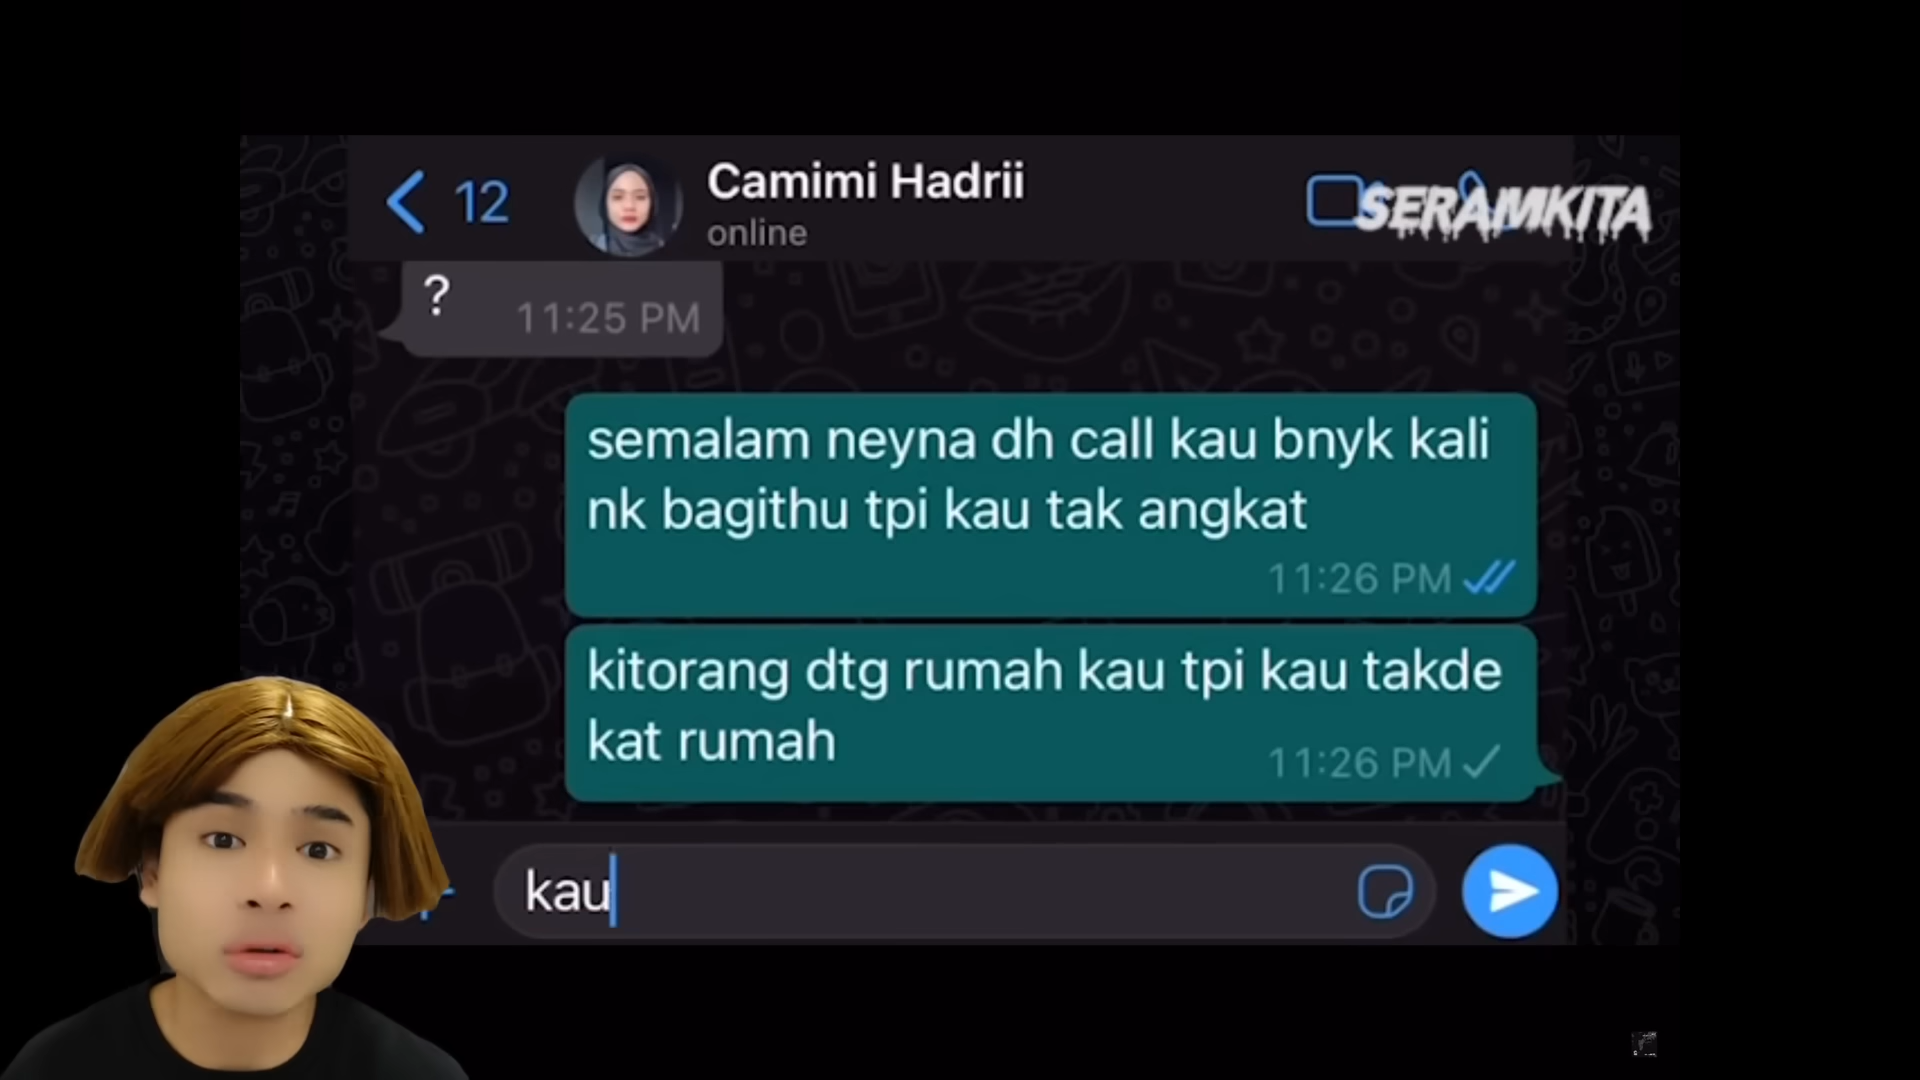 12
Camimi Hadrii
online
SERAMKITA
?
11:25 PM
semalam neyna dh call kau bnyk kali
nk bagithu tpi kau tak angkat
11:26 PM
kitorang dtg rumah kau tpi kau takde
kat rumah
11:26 PM
kau